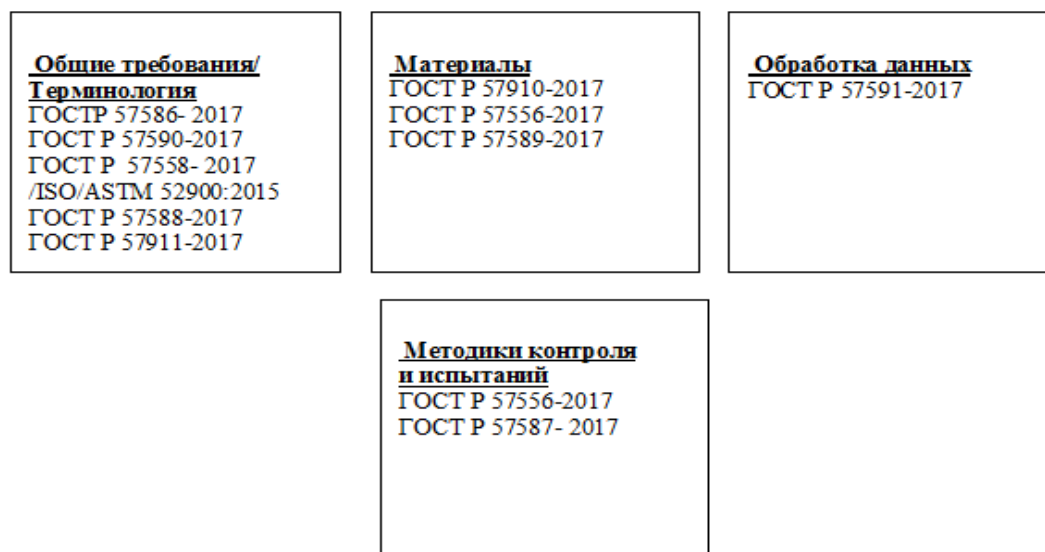 Общие требования/
Терминология
ГОСТР 57586- 2017
ГОСТ Р 57590-2017
ГОСТ Р 57558- 2017
/ISO/ASTM 52900:2015
ГОСТ Р 57588-2017
ГОСТ Р 57911-2017
Материалы
ГОСТ Р 57910-2017
ГОСТ Р 57556-2017
ГОСТ Р 57589-2017
Обработка данных
ГОСТ Р 57591-2017
Методики контроля
и испытаний
ГОСТ Р 57556-2017
ГОСТ Р 57587- 2017